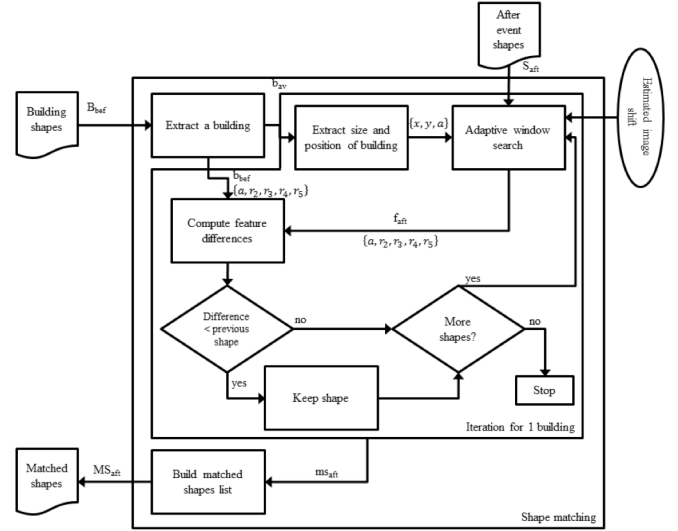 After
event
shapes
S_aft
Estimated image
shift
b_av
Building
shapes
B_bef
Extract a building
Extract size and
position of building
{x, y, a}
Adaptive window
search
b_bef
{a, r_2, r_3, r_4, r_5}
Compute feature
differences
f_aft
{a, r_2, r_3, r_4, r_5}
yes
Difference
< previous
shape
no
More
shapes?
no
yes
Keep shape
Stop
Iteration for 1 building
Matched
shapes
MS_aft
Build matched
shapes list
ms_aft
Shape matching